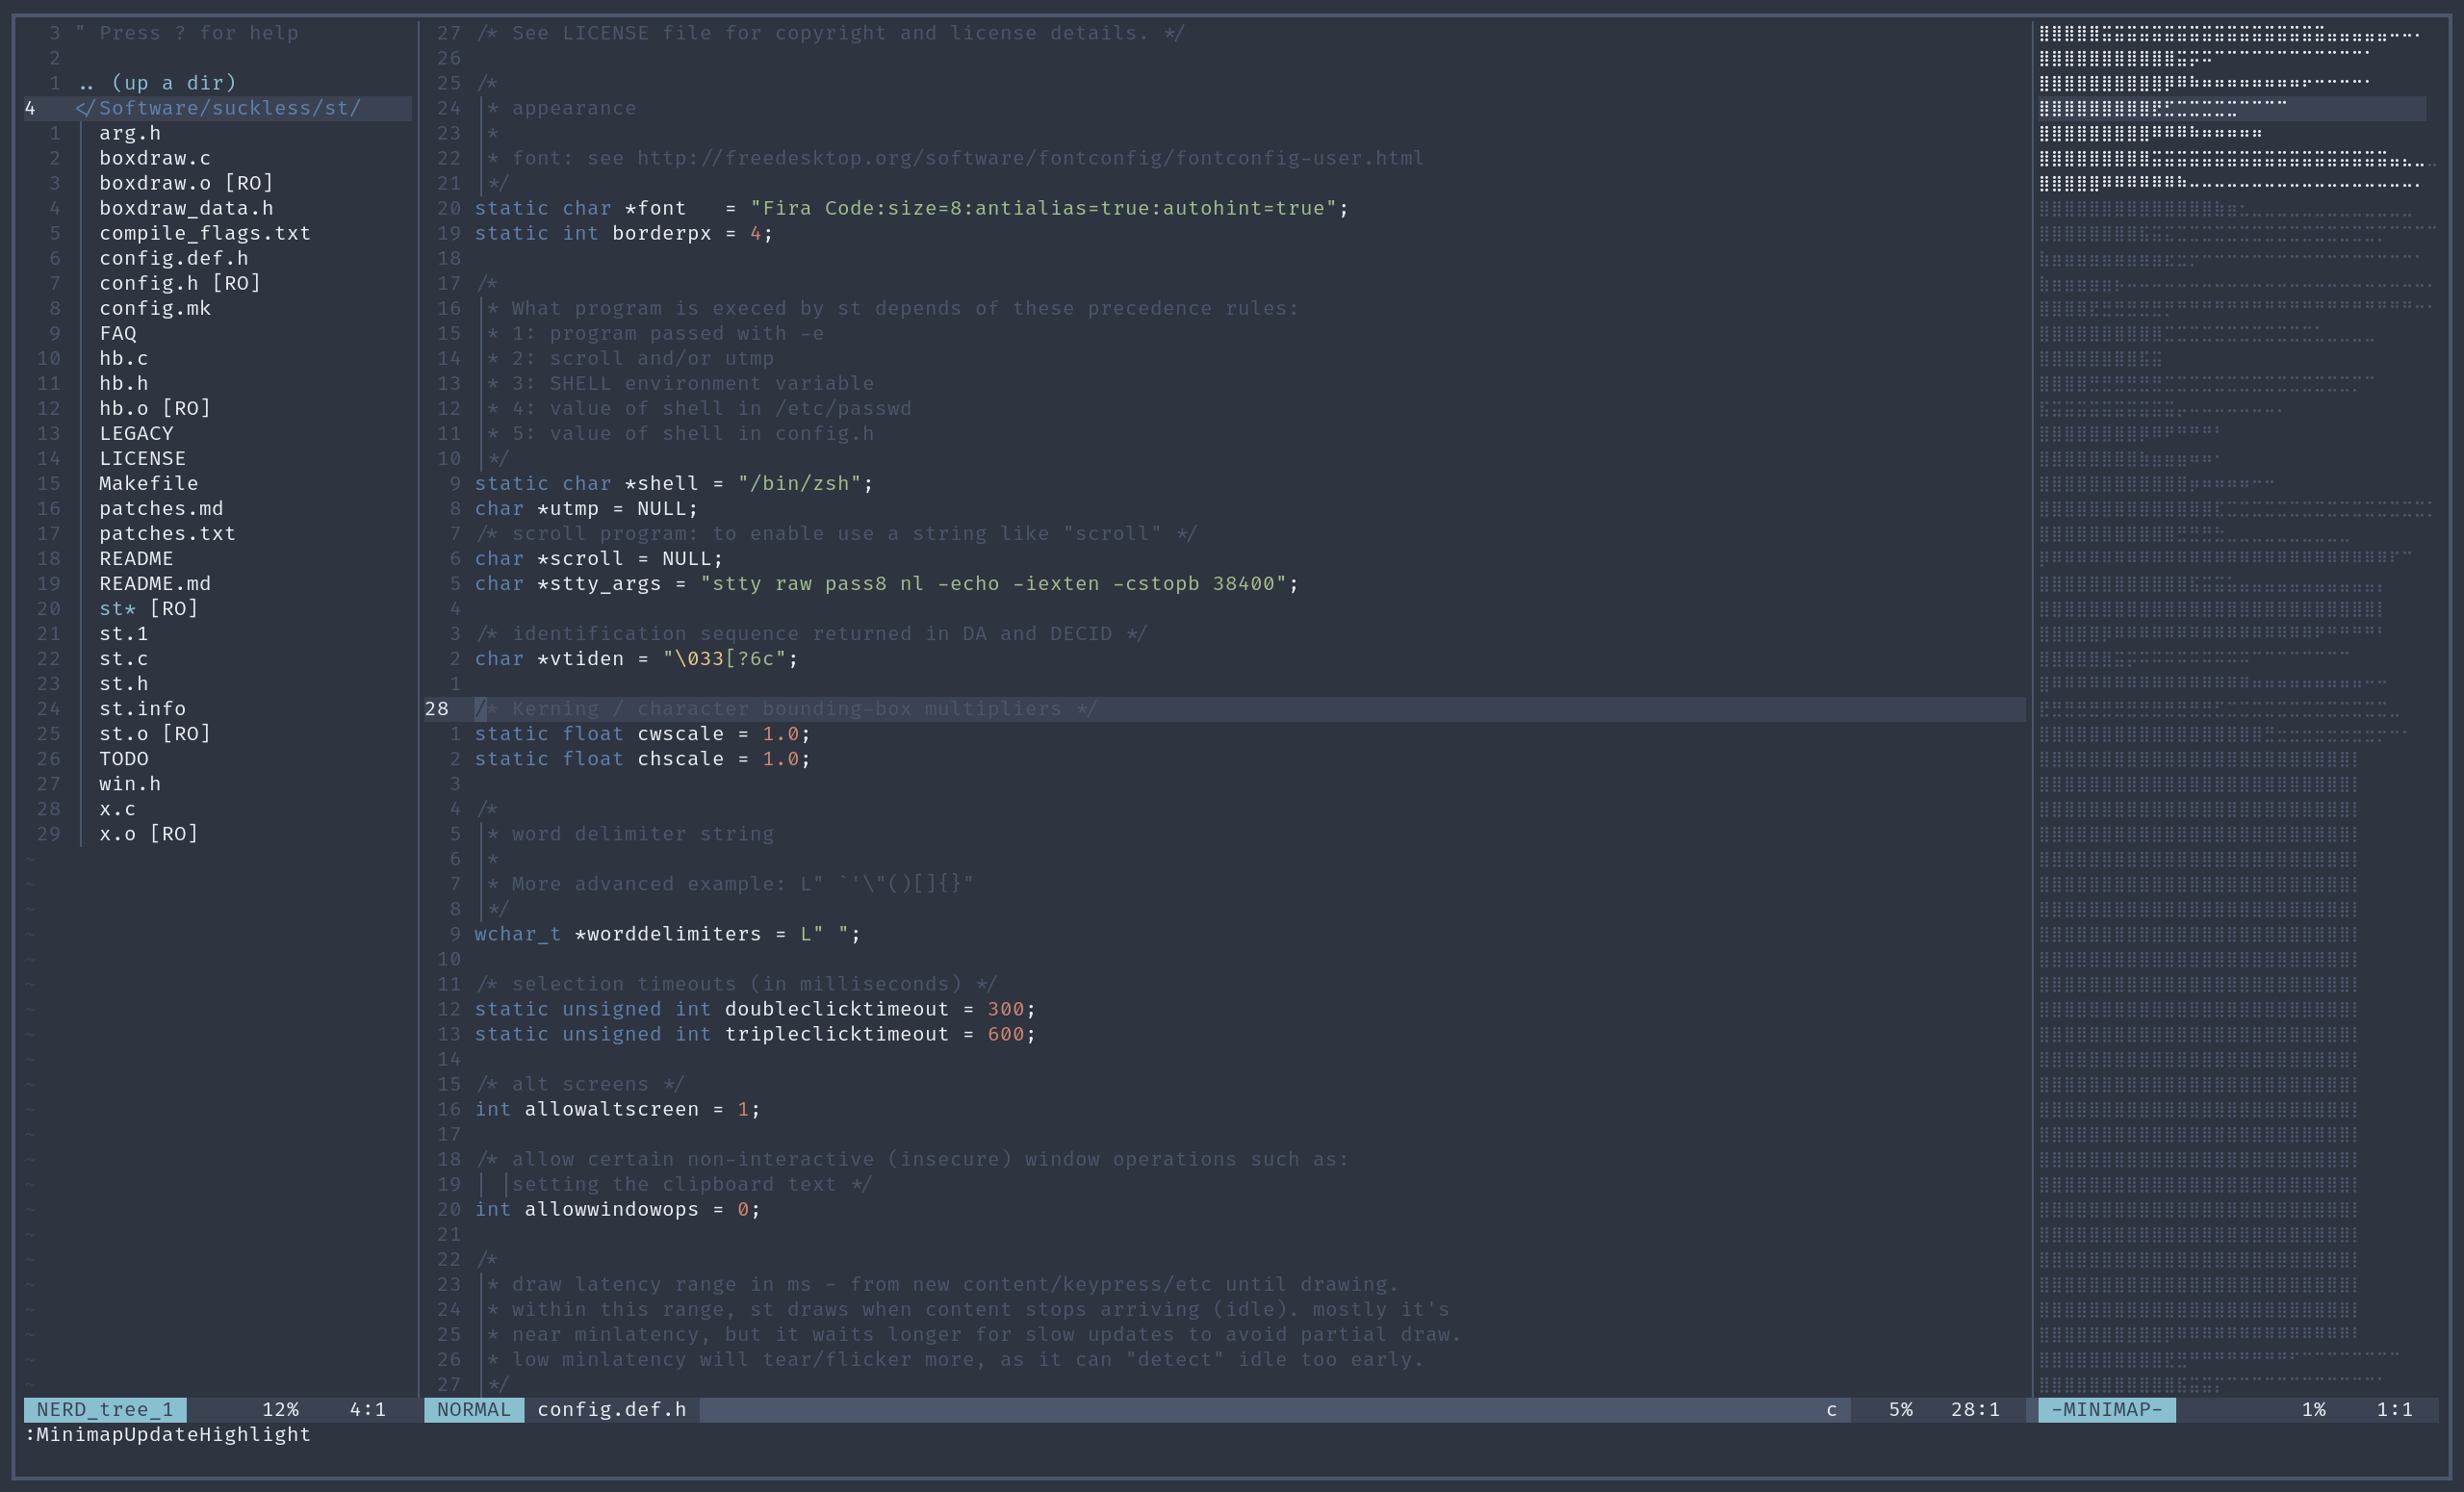 3 " Press ? for help
2
1 .. (up a dir)
4 </Software/suckless/st/
1 arg.h
2 boxdraw.c
3 boxdraw.o [RO]
4 boxdraw_data.h
5 compile_flags.txt
6 config.def.h
7 config.h [RO]
8 config.mk
9 FAQ
10 hb.c
11 hb.h
12 hb.o [RO]
13 LEGACY
14 LICENSE
15 Makefile
16 patches.md
17 patches.txt
18 README
19 README.md
20 st* [RO]
21 st.1
22 st.c
23 st.h
24 st.info
25 st.o [RO]
26 TODO
27 win.h
28 x.c
29 x.o [RO]
27 /* See LICENSE file for copyright and license details. */
26
25 /*
24 * appearance
23 *
22 * font: see http://freedesktop.org/software/fontconfig/fontconfig-user.html
21 */
20 static char *font   = "Fira Code:size=8:antialias=true:autohint=true";
19 static int borderpx = 4;
18
17 /*
16 * What program is execed by st depends of these precedence rules:
15 * 1: program passed with -e
14 * 2: scroll and/or utmp
13 * 3: SHELL environment variable
12 * 4: value of shell in /etc/passwd
11 * 5: value of shell in config.h
10 */
9 static char *shell = "/bin/zsh";
8 char *utmp = NULL;
7 /* scroll program: to enable use a string like "scroll" */
6 char *scroll = NULL;
5 char *stty_args = "stty raw pass8 nl -echo -iexten -cstopb 38400";
4
3 /* identification sequence returned in DA and DECID */
2 char *vtiden = "\033[?6c";
1
28 /* Kerning / character bounding-box multipliers */
1 static float cwscale = 1.0;
2 static float chscale = 1.0;
3
4 /*
5 * word delimiter string
6 *
7 * More advanced example: L" `'\"()[]{}"
8 */
9 wchar_t *worddelimiters = L" ";
10
11 /* selection timeouts (in milliseconds) */
12 static unsigned int doubleclicktimeout = 300;
13 static unsigned int tripleclicktimeout = 600;
14
15 /* alt screens */
16 int allowaltscreen = 1;
17
18 /* allow certain non-interactive (insecure) window operations such as:
19 setting the clipboard text */
20 int allowwindowops = 0;
21
22 /*
23 * draw latency range in ms - from new content/keypress/etc until drawing.
24 * within this range, st draws when content stops arriving (idle). mostly it's
25 * near minlatency, but it waits longer for slow updates to avoid partial draw.
26 * low minlatency will tear/flicker more, as it can "detect" idle too early.
27 */
NERD_tree_1 12% 4:1 NORMAL config.def.h c 5% 28:1 -MINIMAP- 1% 1:1
:MinimapUpdateHighlight